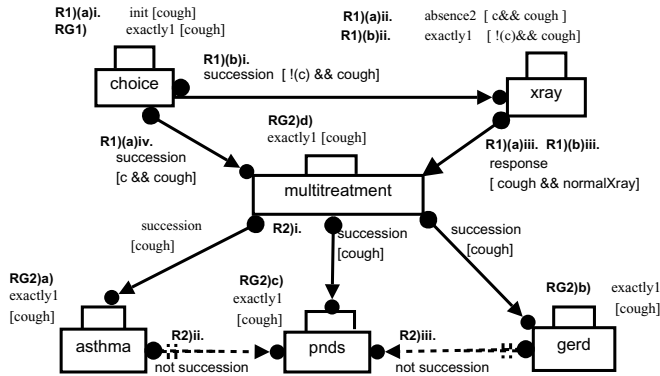 R1)(a)i. init [cough]
RG1) exactly1 [cough]
R1)(a)ii. absence2 [ c&& cough ]
R1)(b)ii. exactly1 [ !(c)&& cough]
R1)(b)i.
succession [ !(c) && cough]
choice
xray
RG2)d)
exactly1 [cough]
R1)(a)iv.
succession
[c && cough]
R1)(a)iii. R1)(b)iii.
response
[ cough && normalXray]
multitreatment
succession
[cough]
R2)i.
succession
[cough]
succession
[cough]
RG2)a)
exactly1
[cough]
RG2)c)
exactly1
[cough]
RG2)b) exactly1
[cough]
asthma
R2)ii.
not succession
pnds
R2)iii.
not succession
gerd